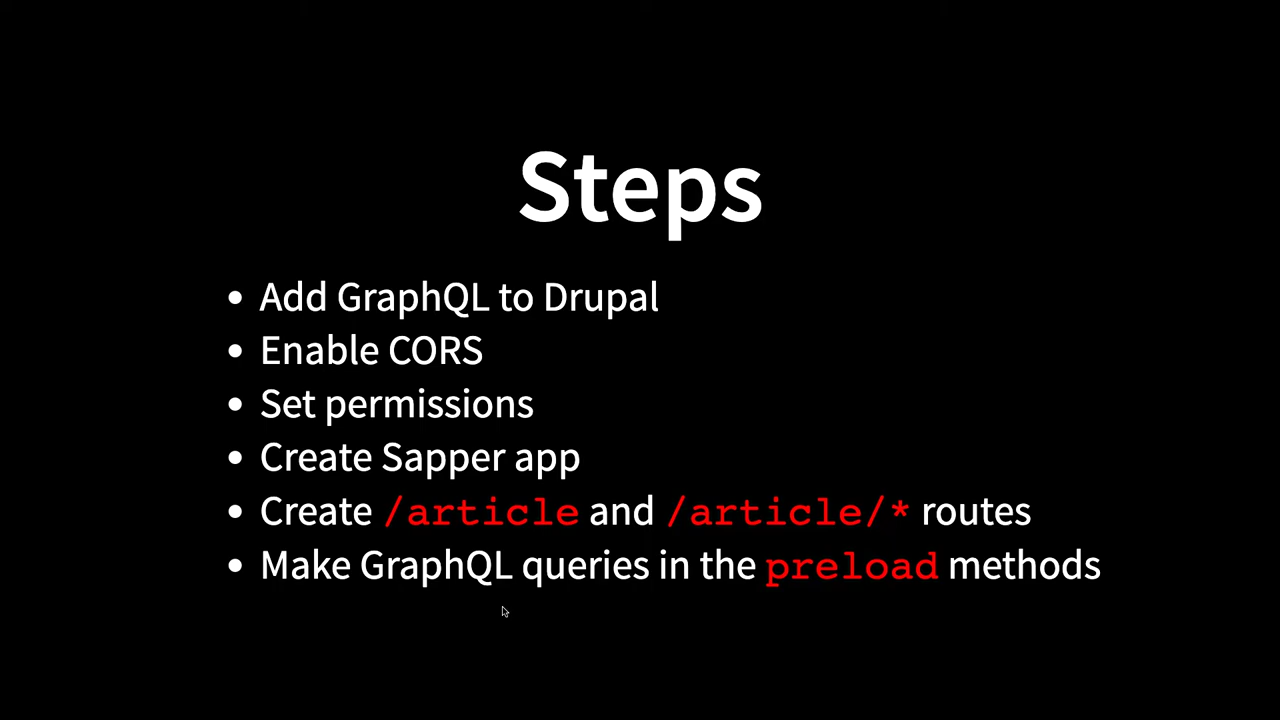 Steps
• Add GraphQL to Drupal
• Enable CORS
• Set permissions
• Create Sapper app
• Create /article and /article/* routes
• Make GraphQL queries in the preload methods